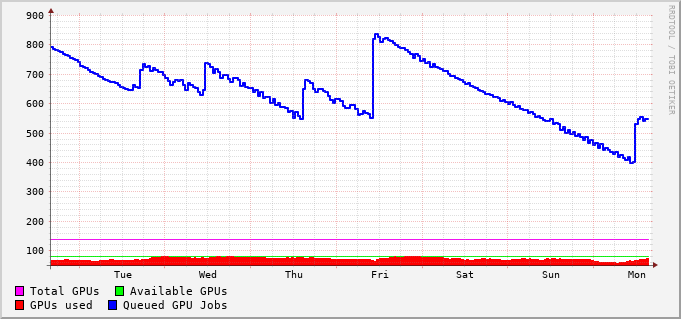 900
800
700
600
500
400
300
200
100
Tue Wed Thu Fri Sat Sun Mon
Total GPUs Available GPUs
GPUs used Queued GPU Jobs
RRDTOOL / TOBI OETIKER